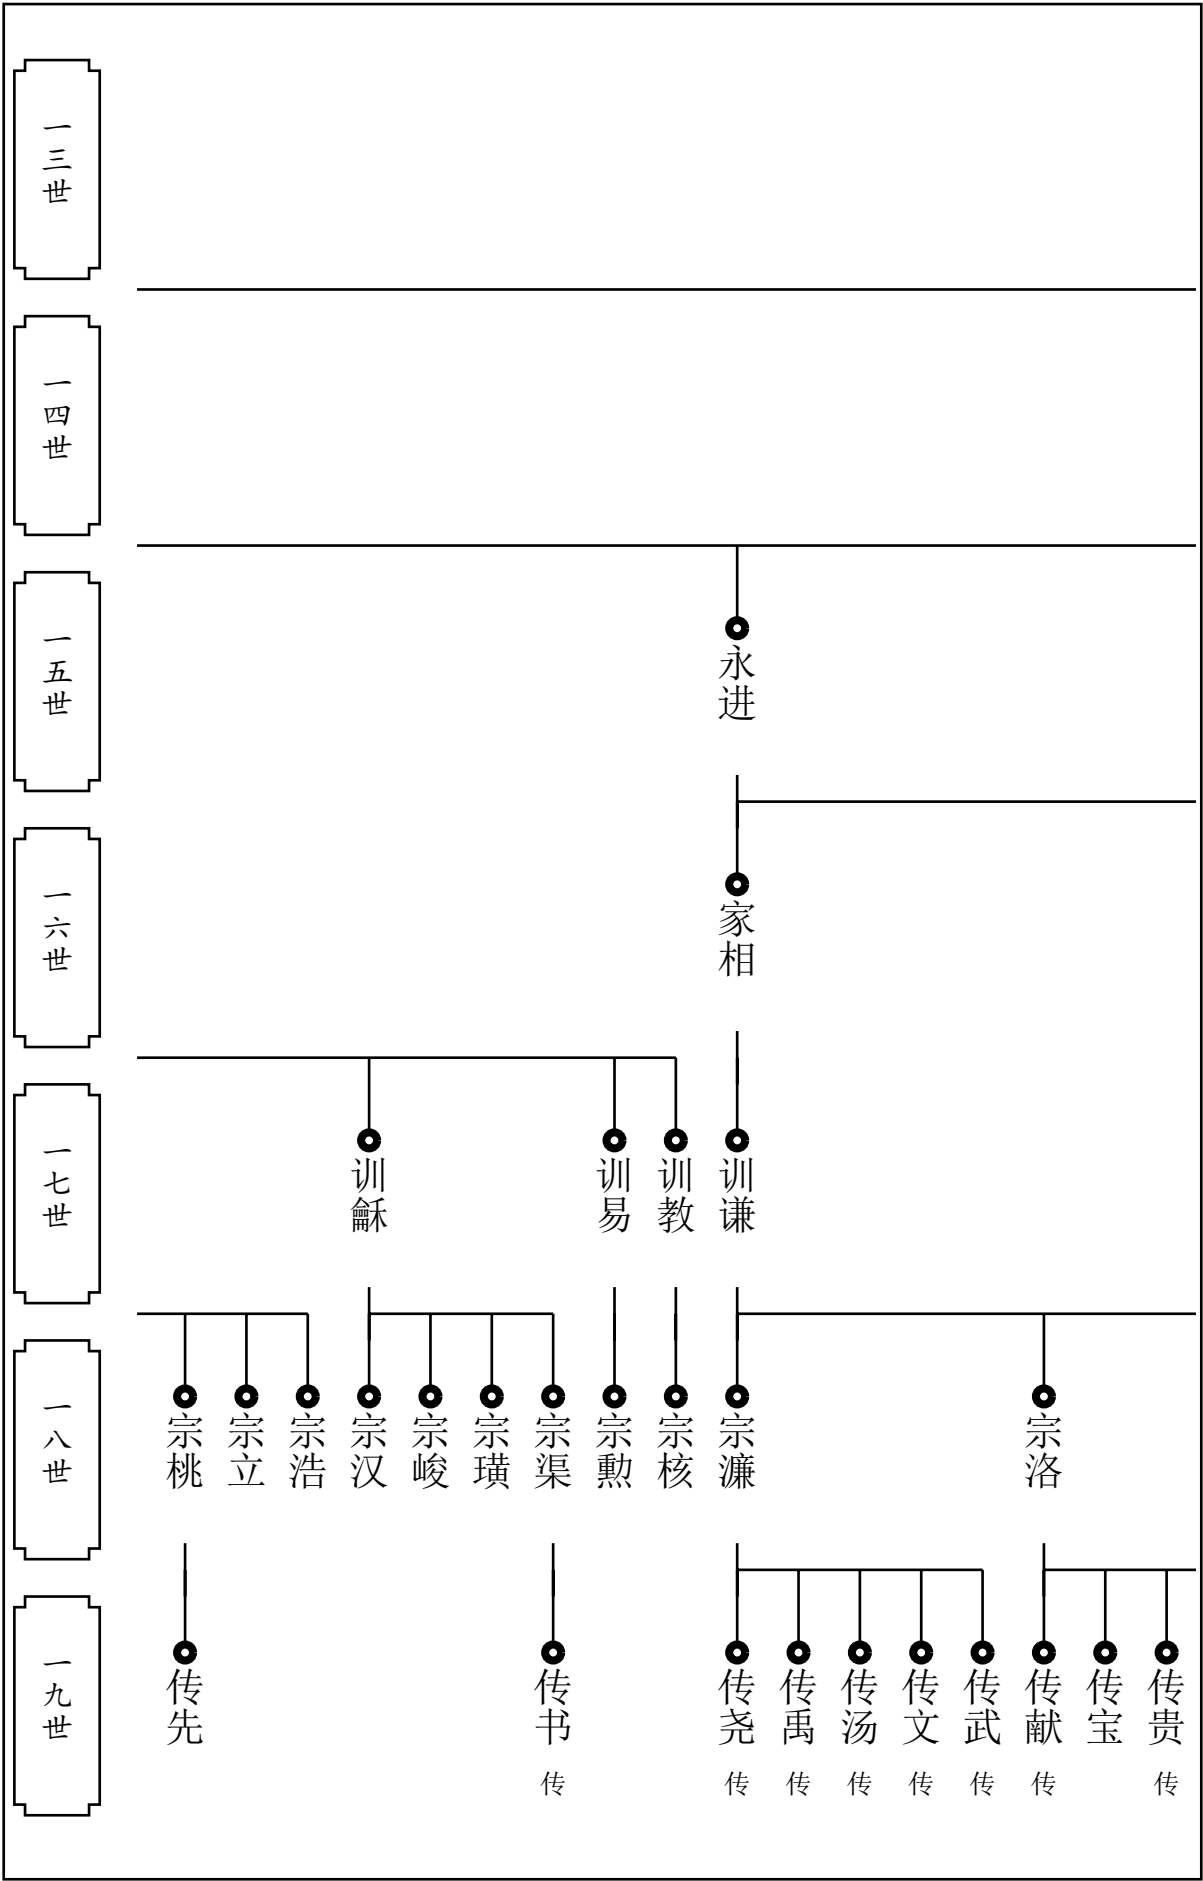 一三世
一四世
一五世
永进
一六世
家相
一七世
训龢
训易
训教
训谦
一八世
宗桃
宗立
宗浩
宗汉
宗峻
宗璜
宗渠
宗勲
宗核
宗濂
宗洛
一九世
传先
传书
传尧
传禹
传汤
传文
传武
传献
传宝
传贵
传
传
传
传
传
传
传
传